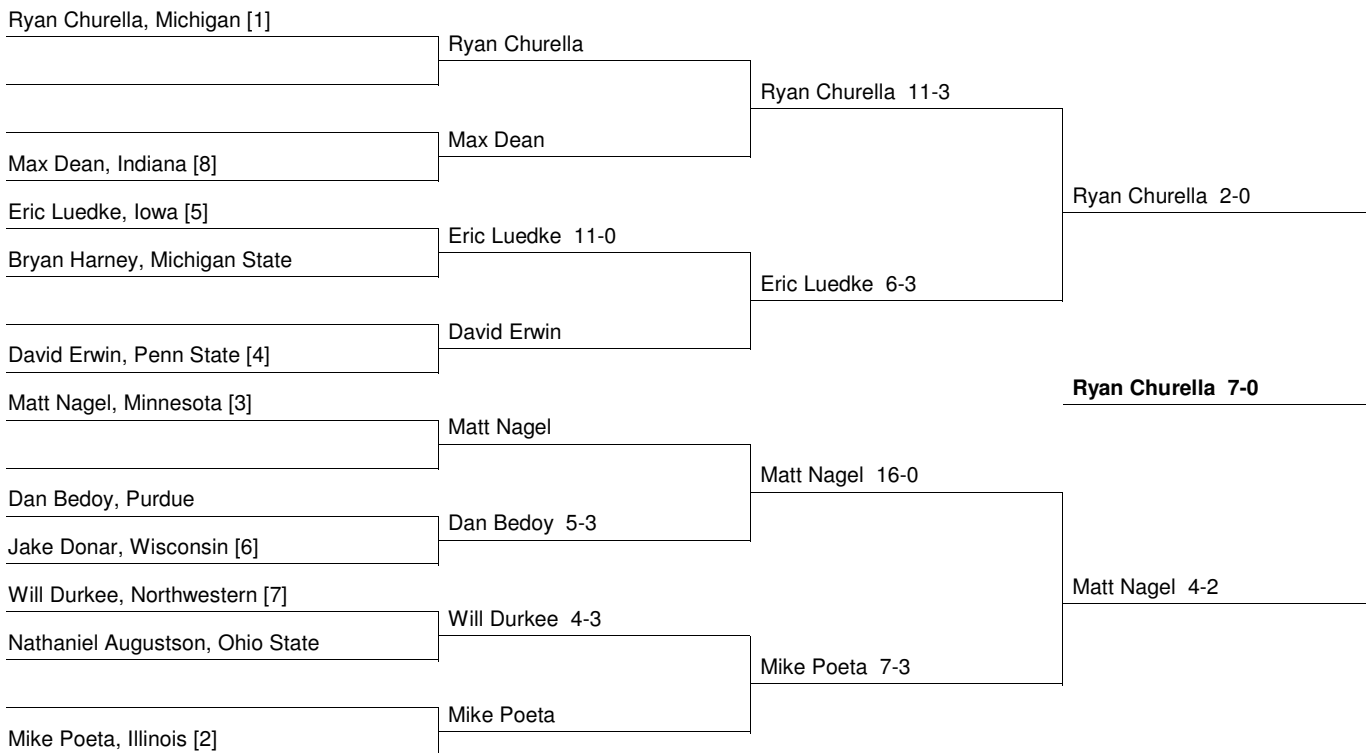 Ryan Churella, Michigan [1]
Ryan Churella
Ryan Churella 11-3
Max Dean
Max Dean, Indiana [8]
Ryan Churella 2-0
Eric Luedke, Iowa [5]
Eric Luedke 11-0
Bryan Harney, Michigan State
Eric Luedke 6-3
David Erwin
David Erwin, Penn State [4]
Ryan Churella 7-0
Matt Nagel, Minnesota [3]
Matt Nagel
Matt Nagel 16-0
Dan Bedoy, Purdue
Dan Bedoy 5-3
Jake Donar, Wisconsin [6]
Matt Nagel 4-2
Will Durkee, Northwestern [7]
Will Durkee 4-3
Nathaniel Augustson, Ohio State
Mike Poeta 7-3
Mike Poeta
Mike Poeta, Illinois [2]